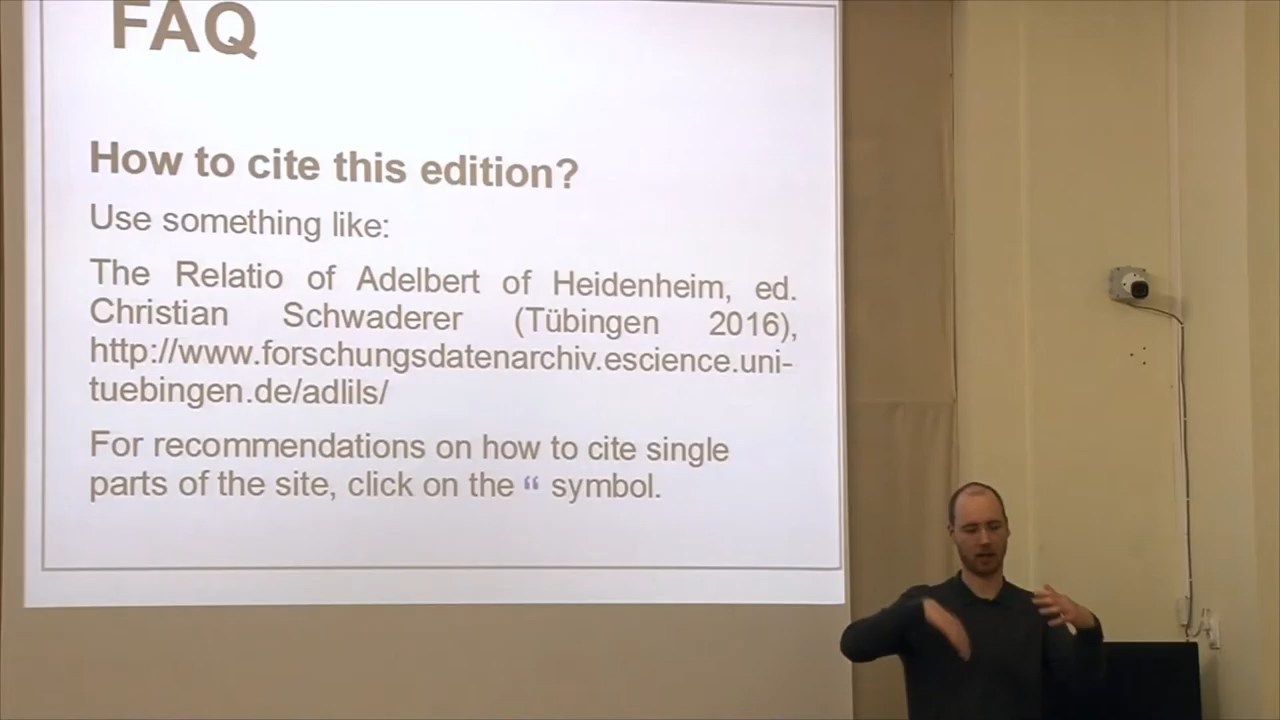 FAQ
How to cite this edition?
Use something like:
The Relatio of Adelbert of Heidenheim, ed.
Christian Schwaderer (Tübingen 2016),
http://www.forschungsdatenarchiv.escience.uni-
tuebingen.de/adlils/
For recommendations on how to cite single
parts of the site, click on the “ symbol.